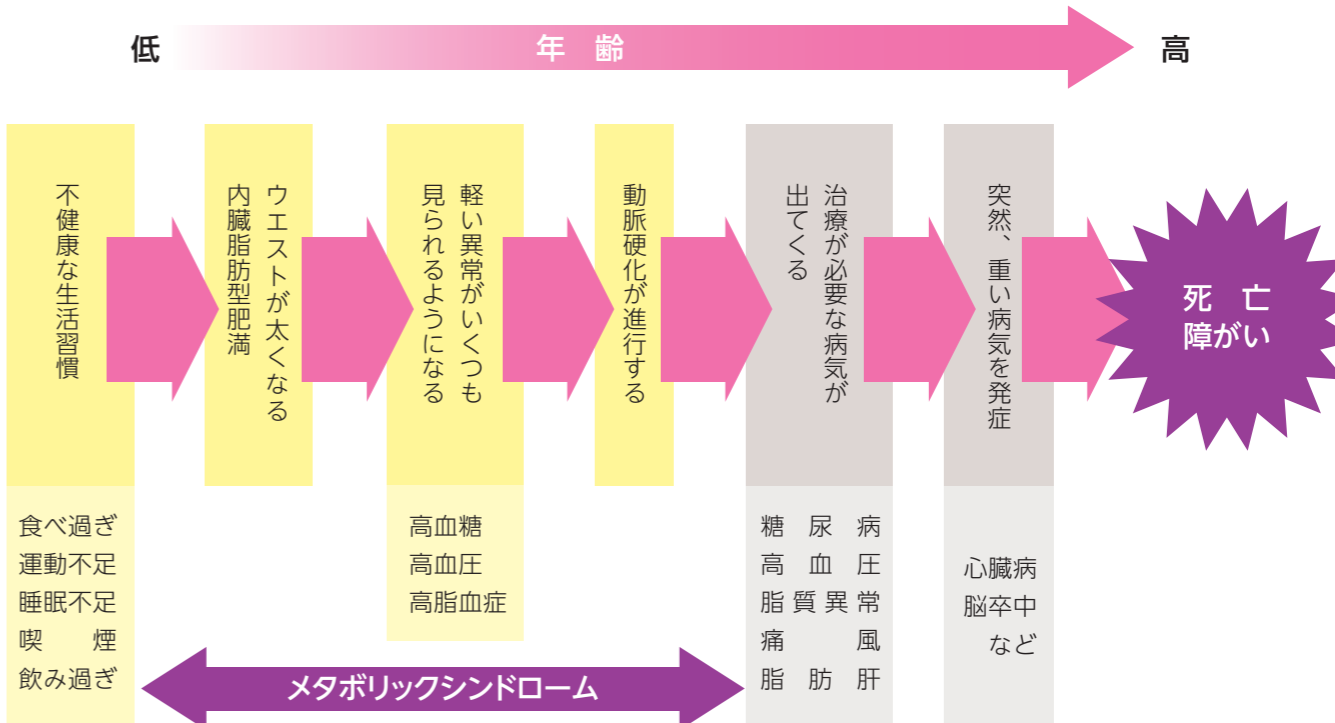 低
年 齢
高
不健康な生活習慣
ウエストが太くなる
内臓脂肪型肥満
軽い異常がいくつも
見られるようになる
動脈硬化が進行する
治療が必要な病気が
出てくる
突然、重い病気を発症
死 亡
障がい
食べ過ぎ
運動不足
睡眠不足
喫 煙
飲み過ぎ
高血糖
高血圧
高脂血症
糖 尿 病
高 血 圧
脂 質 異 常
痛 風
脂 肪 肝
心臓病
脳卒中
など
メタボリックシンドローム